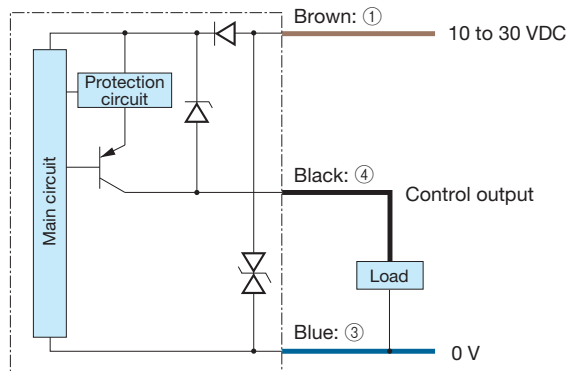 Brown: ①
10 to 30 VDC
Protection
circuit
Main circuit
Black: ④
Control output
Load
Blue: ③
0 V